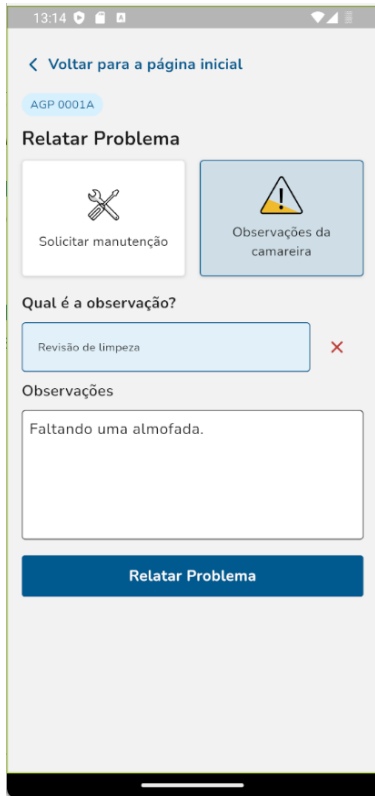 13:14
Voltar para a página inicial
AGP 0001A
Relatar Problema
Solicitar manutenção
Observações da
camareira
Qual é a observação?
Revisão de limpeza
Observações
Faltando uma almofada.
Relatar Problema